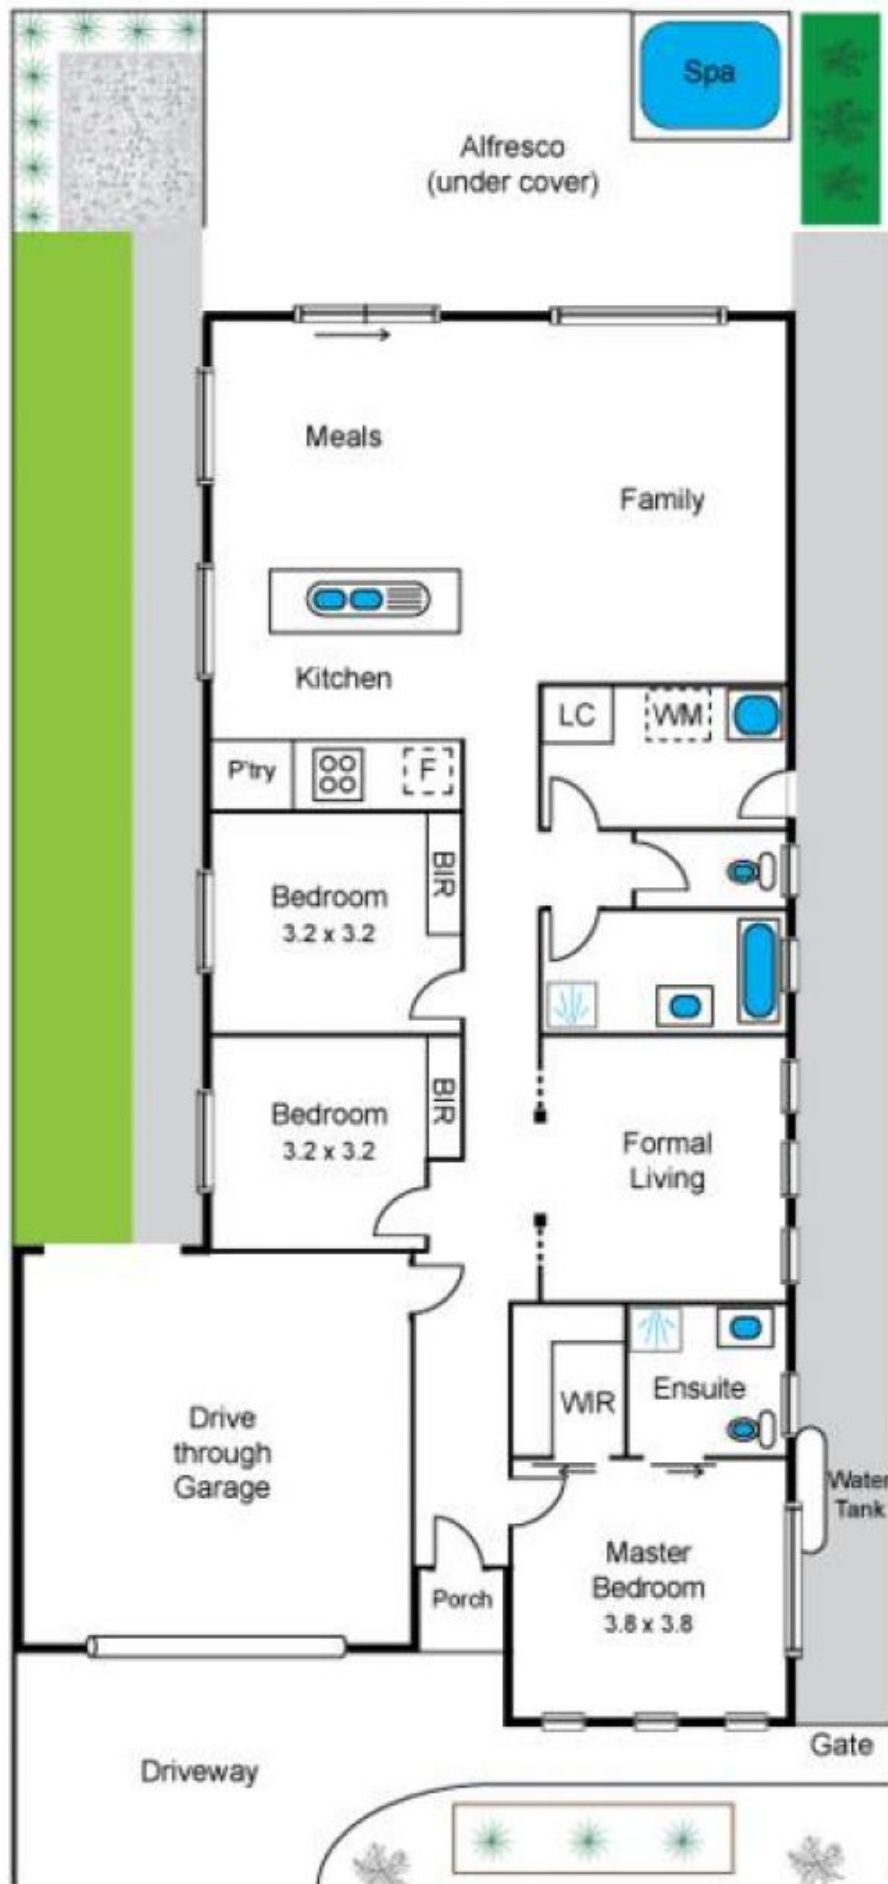 Spa
Alfresco
(under cover)
Meals
Family
Kitchen
LC
WM
P'try
F
BIR
Bedroom
3.2 x 3.2
BIR
Bedroom
3.2 x 3.2
Formal
Living
WIR
Ensuite
Drive
through
Garage
Water
Tank
Master
Bedroom
3.8 x 3.8
Porch
Gate
Driveway